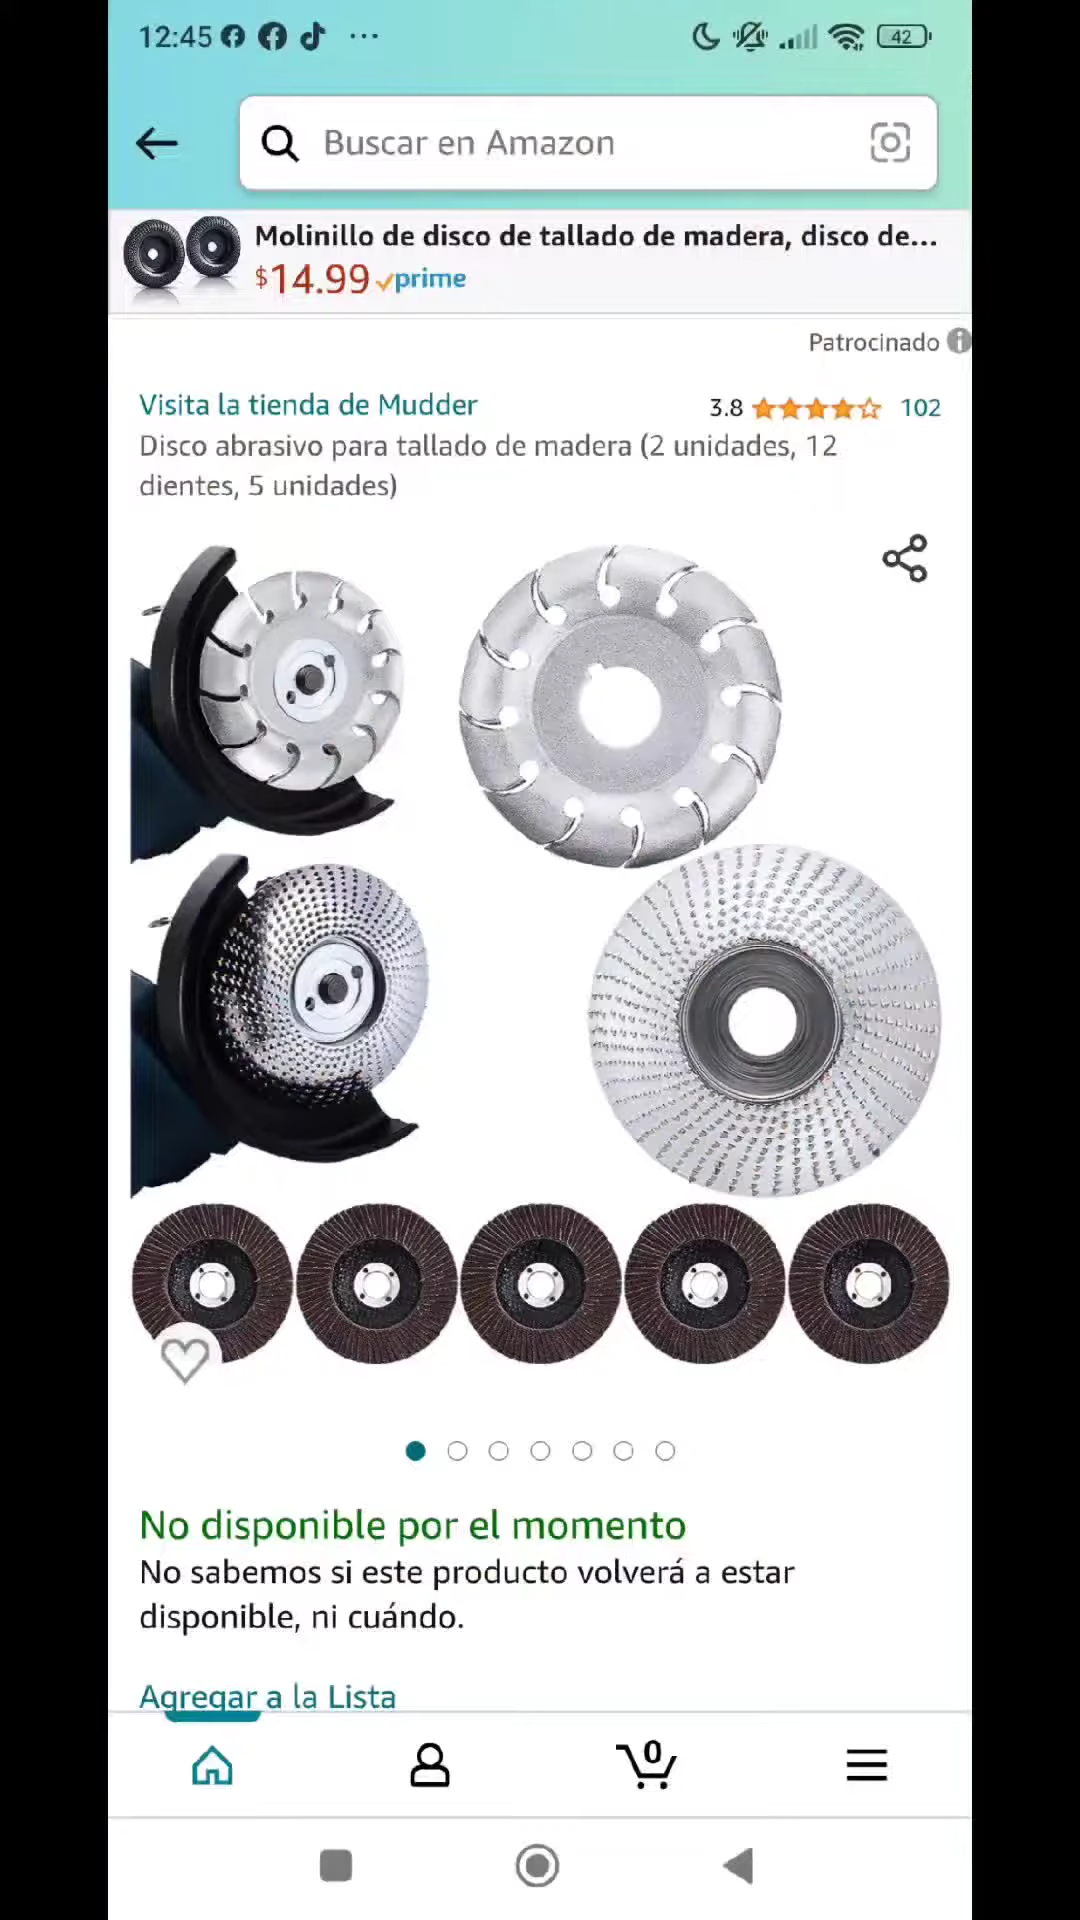 12:45
42
Buscar en Amazon
Molinillo de disco de tallado de madera, disco de...
$14.99 prime
Patrocinado
Visita la tienda de Mudder
3.8 102
Disco abrasivo para tallado de madera (2 unidades, 12
dientes, 5 unidades)
No disponible por el momento
No sabemos si este producto volverá a estar
disponible, ni cuándo.
Agregar a la Lista
0